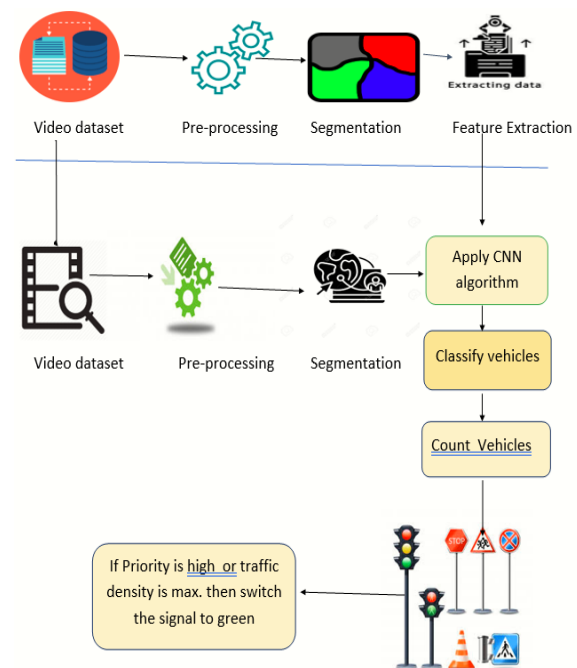 Extracting data
Video dataset
Pre-processing
Segmentation
Feature Extraction
Apply CNN
algorithm
Video dataset
Pre-processing
Segmentation
Classify vehicles
Count Vehicles
STOP
If Priority is high or traffic
density is max. then switch
the signal to green